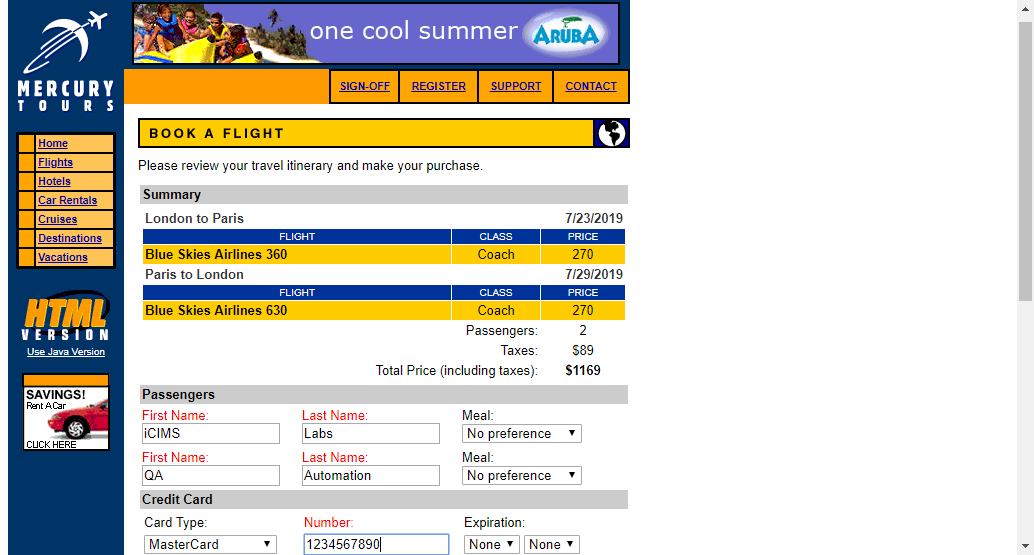 one cool summer ARUBA
MERCURY
TOURS
SIGN-OFF REGISTER SUPPORT CONTACT
Home
Flights
Hotels
Car Rentals
Cruises
Destinations
Vacations
HTML
VERSION
Use Java Version
SAVINGS!
Rent A Car
CLICK HERE
BOOK A FLIGHT
Please review your travel itinerary and make your purchase.
Summary
London to Paris 7/23/2019
FLIGHT CLASS PRICE
Blue Skies Airlines 360 Coach 270
Paris to London 7/29/2019
FLIGHT CLASS PRICE
Blue Skies Airlines 630 Coach 270
Passengers: 2
Taxes: $89
Total Price (including taxes): $1169
Passengers
First Name: Last Name: Meal:
iCIMS Labs No preference
First Name: Last Name: Meal:
QA Automation No preference
Credit Card
Card Type: Number: Expiration:
MasterCard 1234567890 None None